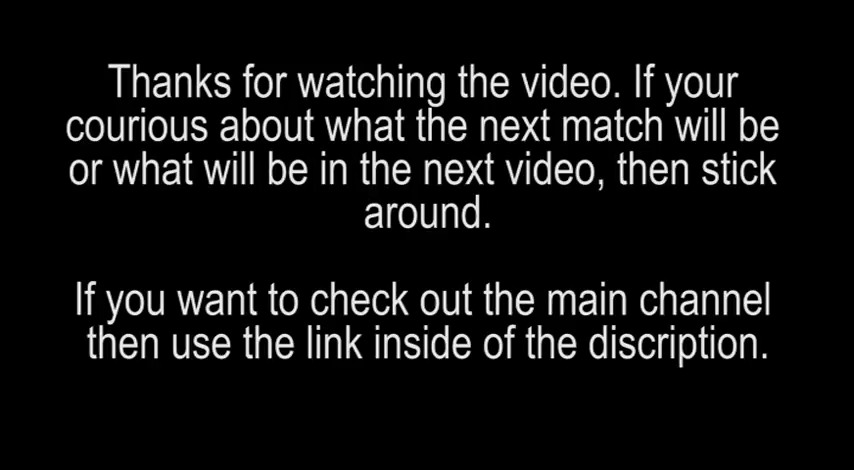 Thanks for watching the video. If your
courious about what the next match will be
or what will be in the next video, then stick
around.
If you want to check out the main channel
then use the link inside of the discription.